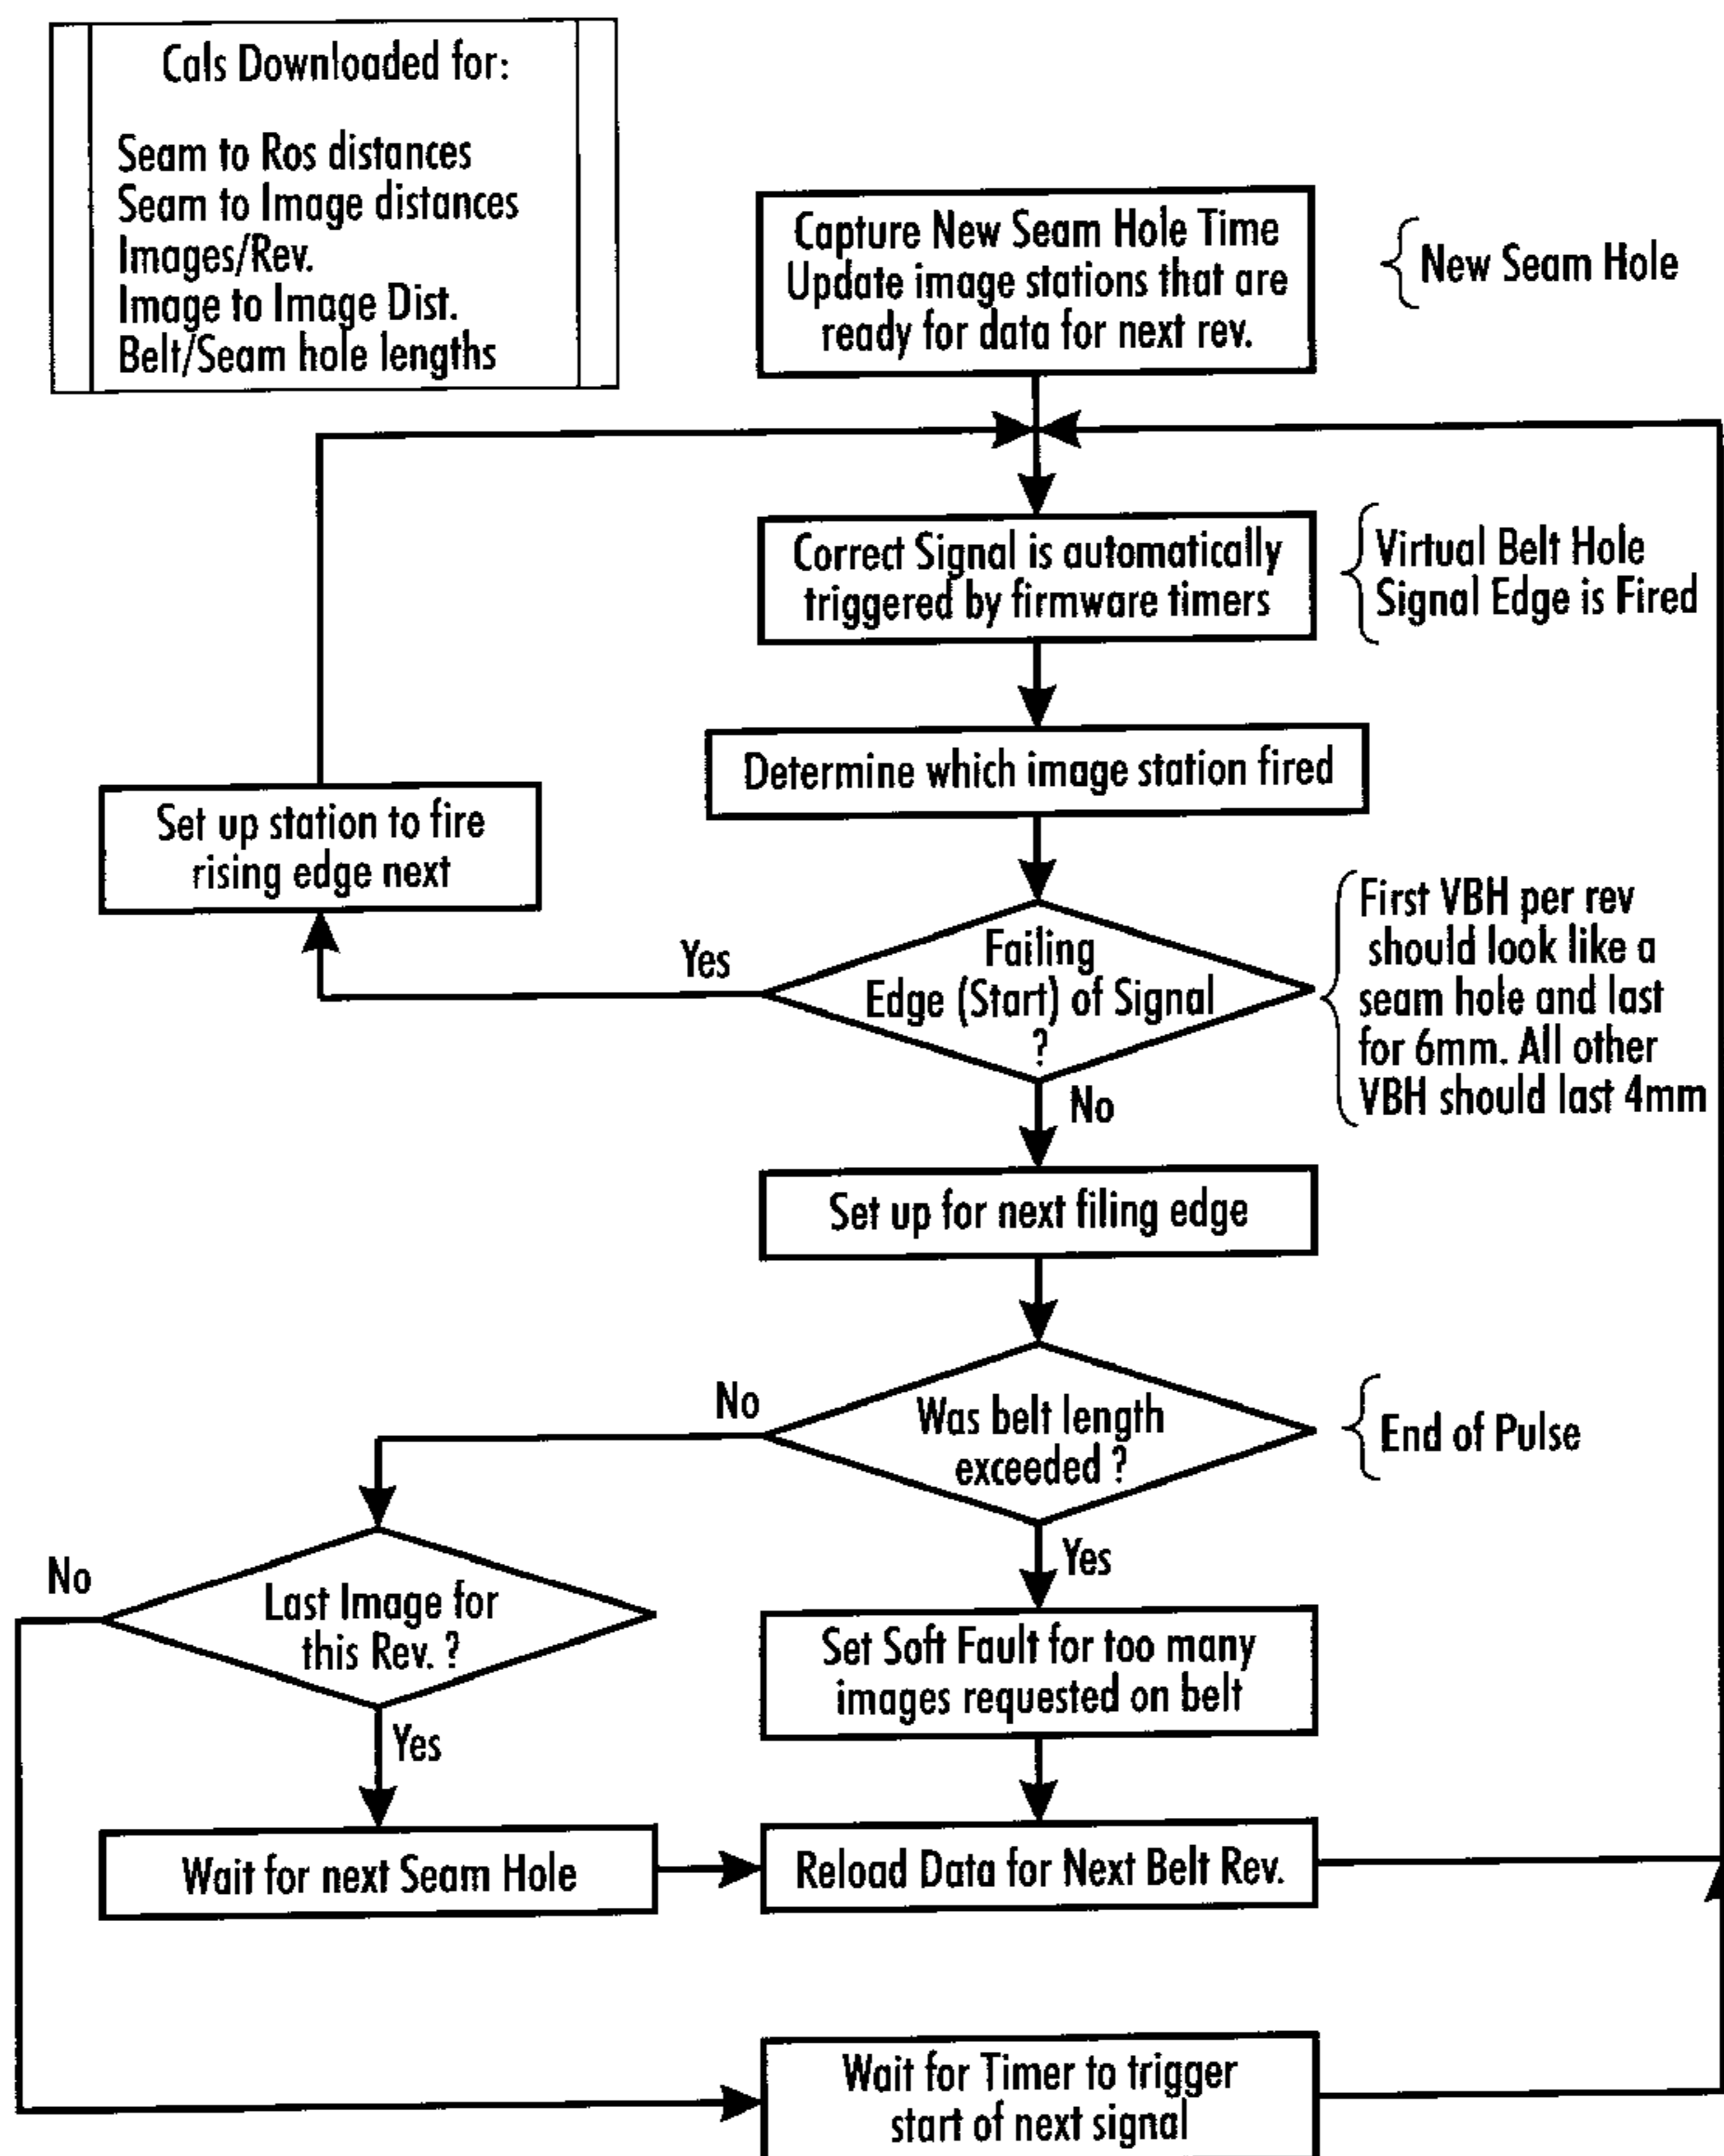 Cals Downloaded for:
Seam to Ros distances
Seam to Image distances
Images/Rev.
Image to Image Dist.
Belt/Seam hole lengths
Capture New Seam Hole Time
Update image stations that are
ready for data for next rev.
New Seam Hole
Correct Signal is automatically
triggered by firmware timers
Virtual Belt Hole
Signal Edge is Fired
Determine which image station fired
Set up station to fire
rising edge next
Yes
Failing
Edge (Start) of Signal
?
First VBH per rev
should look like a
seam hole and last
for 6mm. All other
VBH should last 4mm
No
Set up for next filing edge
No
Was belt length
exceeded ?
End of Pulse
Yes
No
Last Image for
this Rev. ?
Set Soft Fault for too many
images requested on belt
Yes
Wait for next Seam Hole
Reload Data for Next Belt Rev.
Wait for Timer to trigger
start of next signal